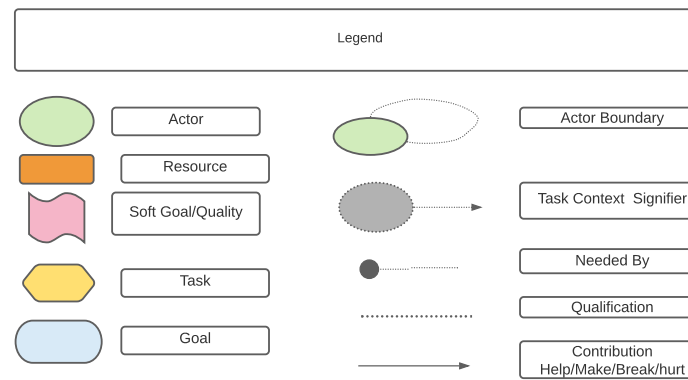 Legend
Actor
Actor Boundary
Resource
Soft Goal/Quality
Task Context  Signifier
Task
Needed By
Goal
Qualification
Contribution
Help/Make/Break/hurt